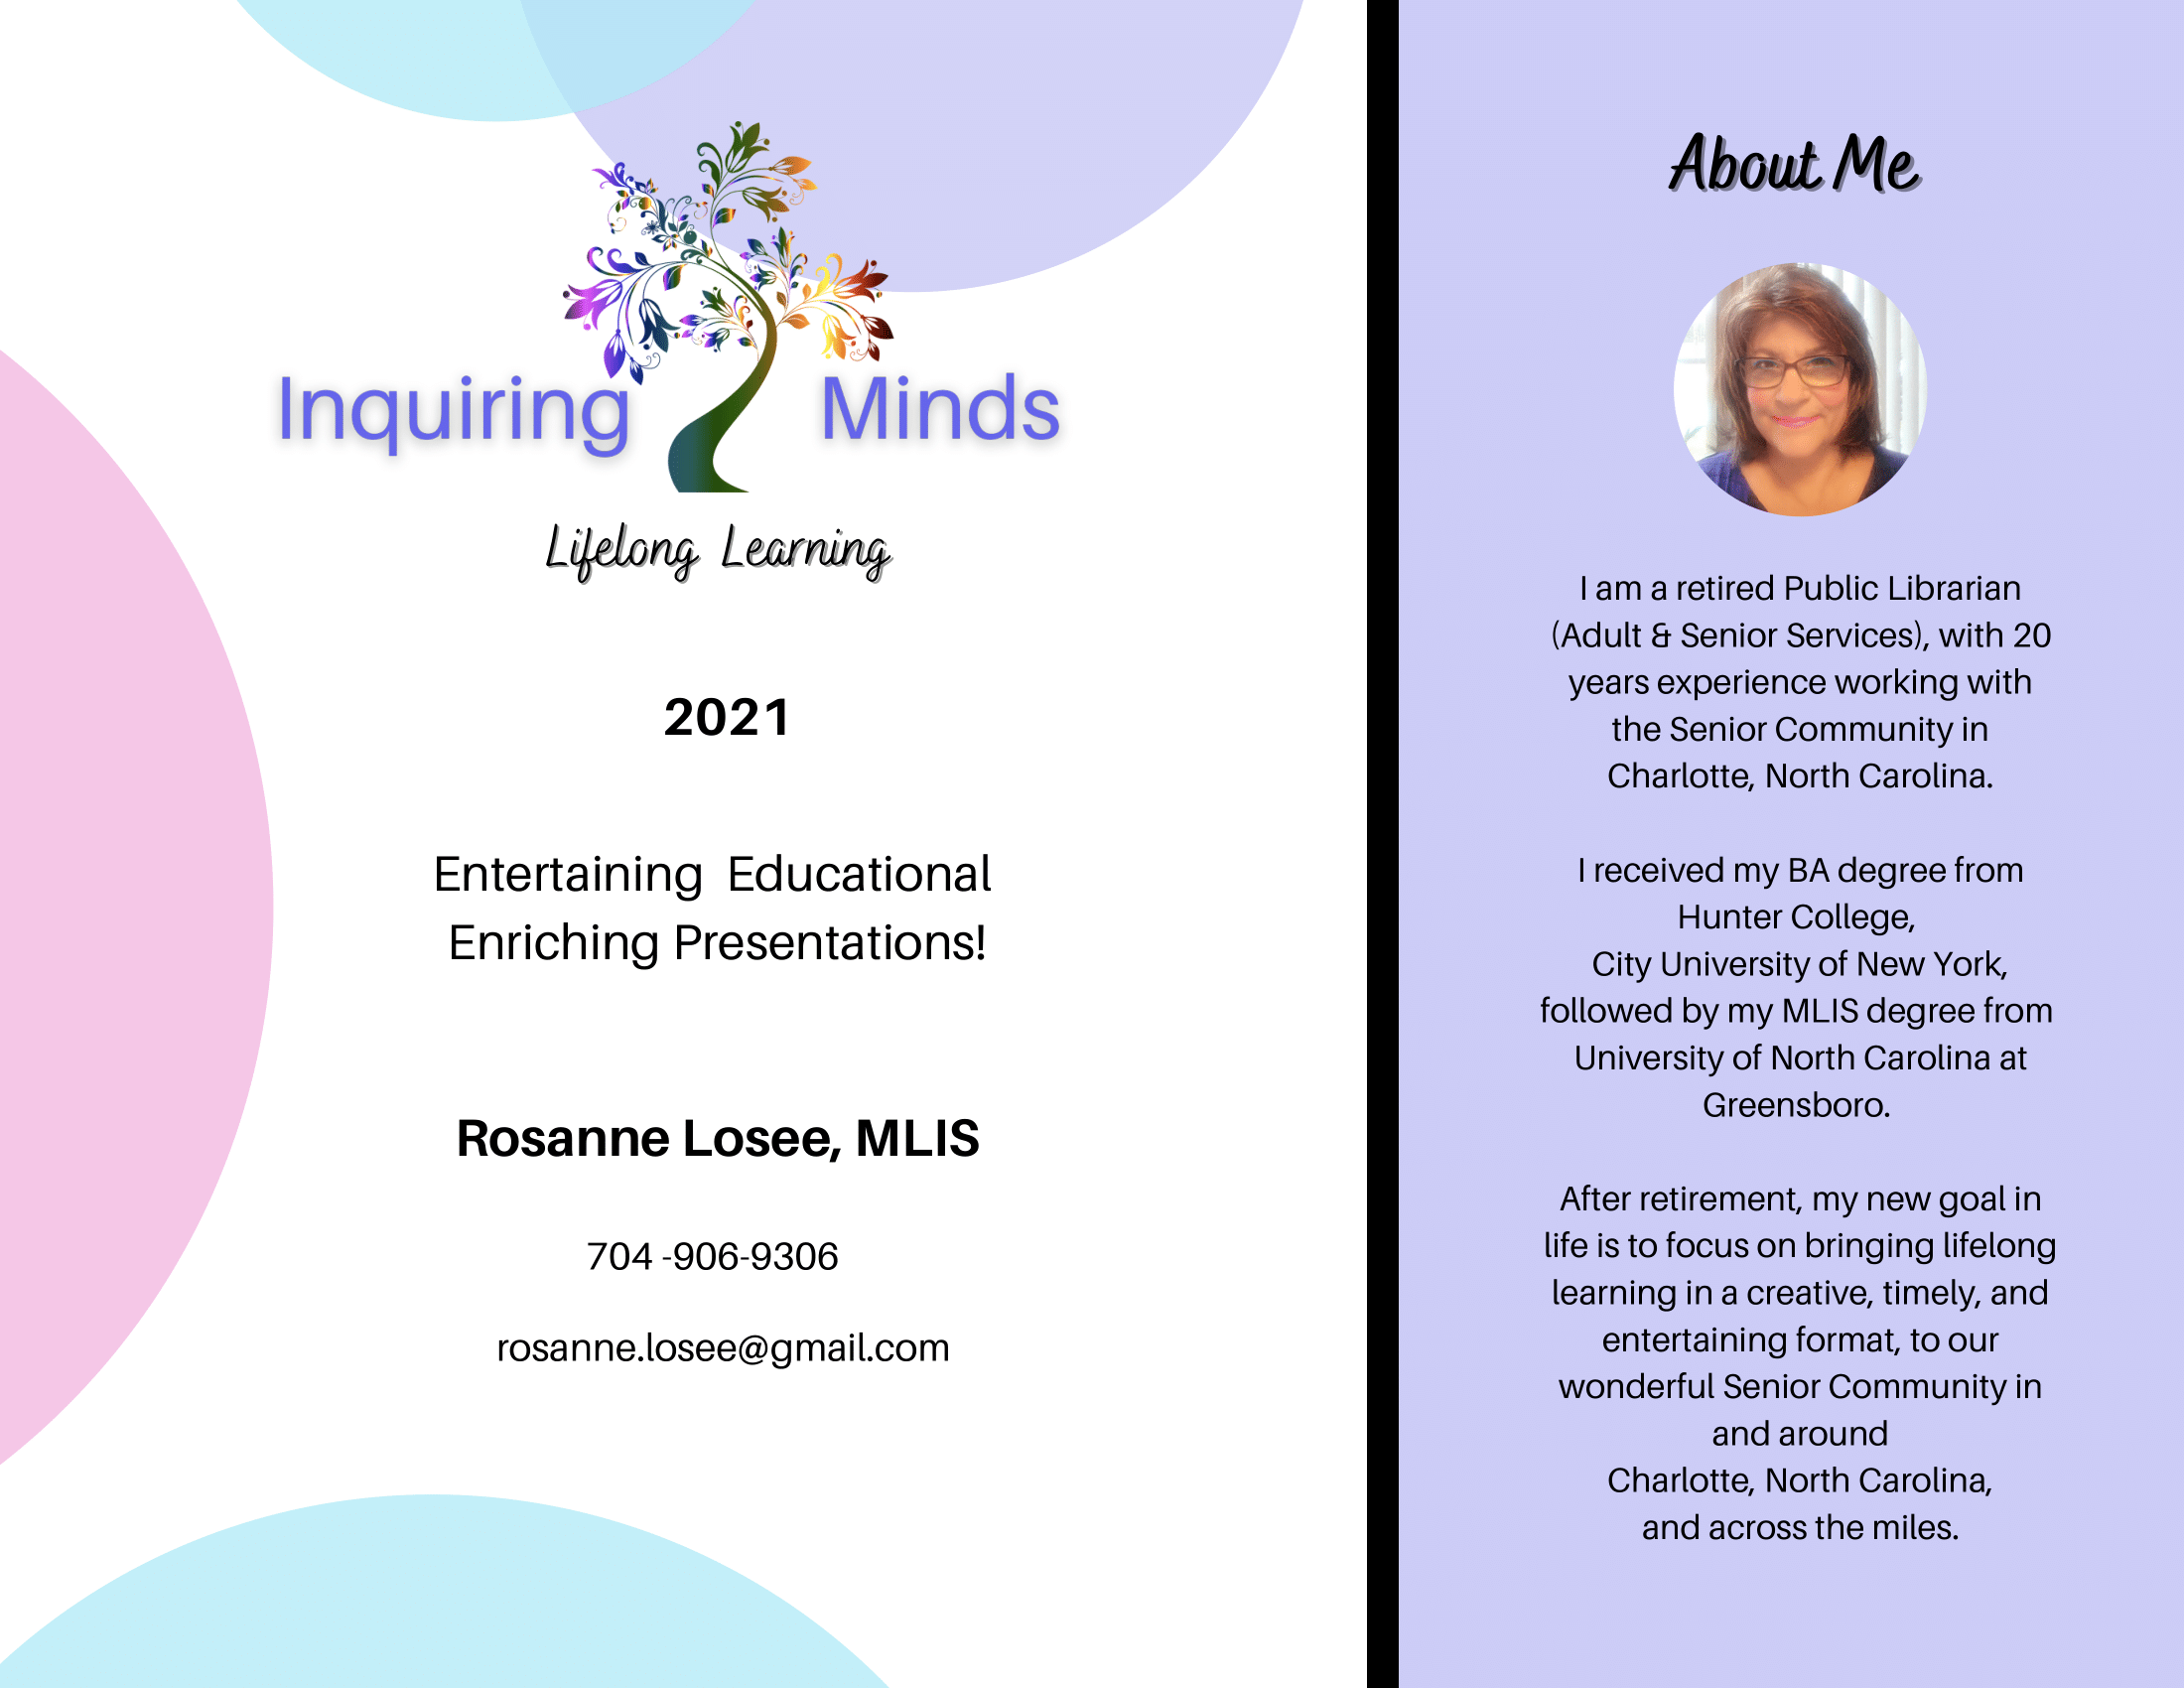 Inquiring Minds
Lifelong Learning
2021
Entertaining Educational
Enriching Presentations!
Rosanne Losee, MLIS
704 -906-9306
rosanne.losee@gmail.com
About Me
I am a retired Public Librarian
(Adult & Senior Services), with 20
years experience working with
the Senior Community in
Charlotte, North Carolina.
I received my BA degree from
Hunter College,
City University of New York,
followed by my MLIS degree from
University of North Carolina at
Greensboro.
After retirement, my new goal in
life is to focus on bringing lifelong
learning in a creative, timely, and
entertaining format, to our
wonderful Senior Community in
and around
Charlotte, North Carolina,
and across the miles.